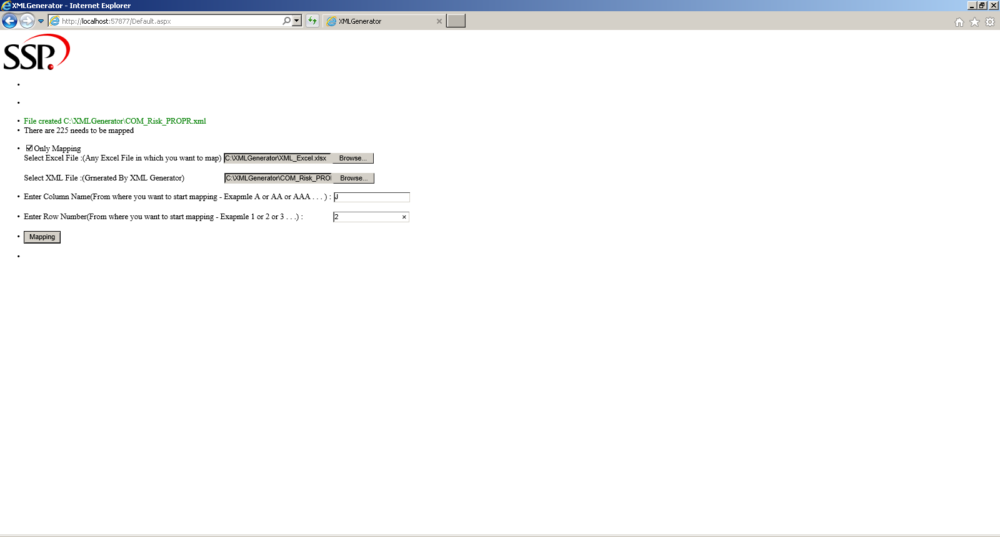 XMLGenerator - Internet Explorer
http://localhost:57877/Default.aspx
XMLGenerator
SSP.
File created C:\XMLGenerator\COM_Risk_PROPR.xml
There are 225 needs to be mapped
Only Mapping
Select Excel File :(Any Excel File in which you want to map) C:\XMLGenerator\XML_Excel.xlsx Browse...
Select XML File :(Grnerated By XML Generator) C:\XMLGenerator\COM_Risk_PROI Browse...
Enter Column Name(From where you want to start mapping - Exapmle A or AA or AAA . . . ) : J
Enter Row Number(From where you want to start mapping - Exapmle 1 or 2 or 3 . . .) : 2
Mapping